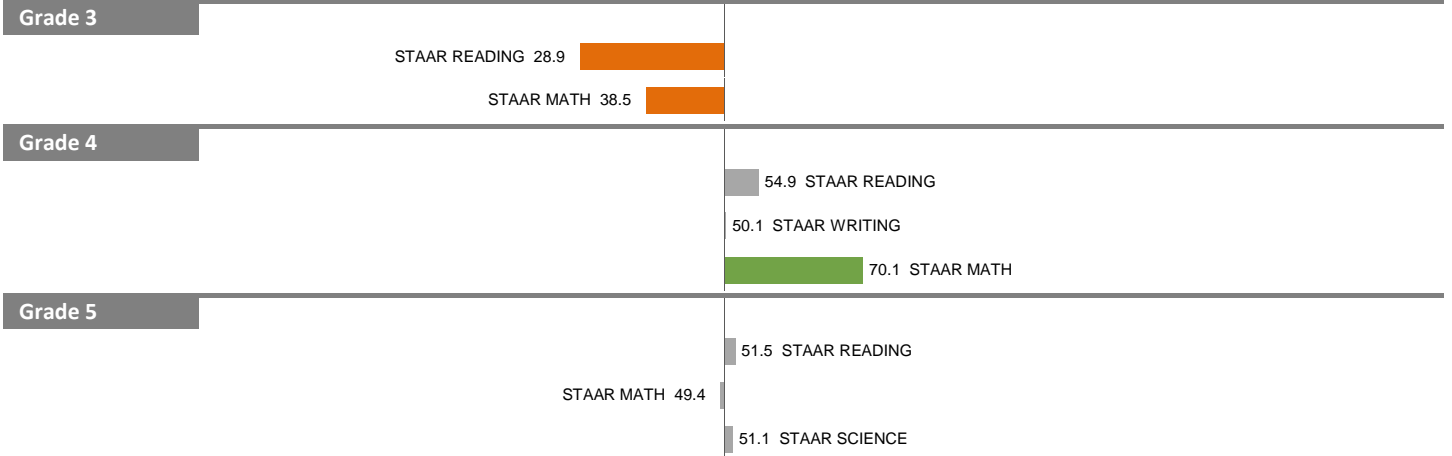 Grade 3
STAAR READING 28.9
STAAR MATH 38.5
Grade 4
54.9 STAAR READING
50.1 STAAR WRITING
70.1 STAAR MATH
Grade 5
51.5 STAAR READING
STAAR MATH 49.4
51.1 STAAR SCIENCE